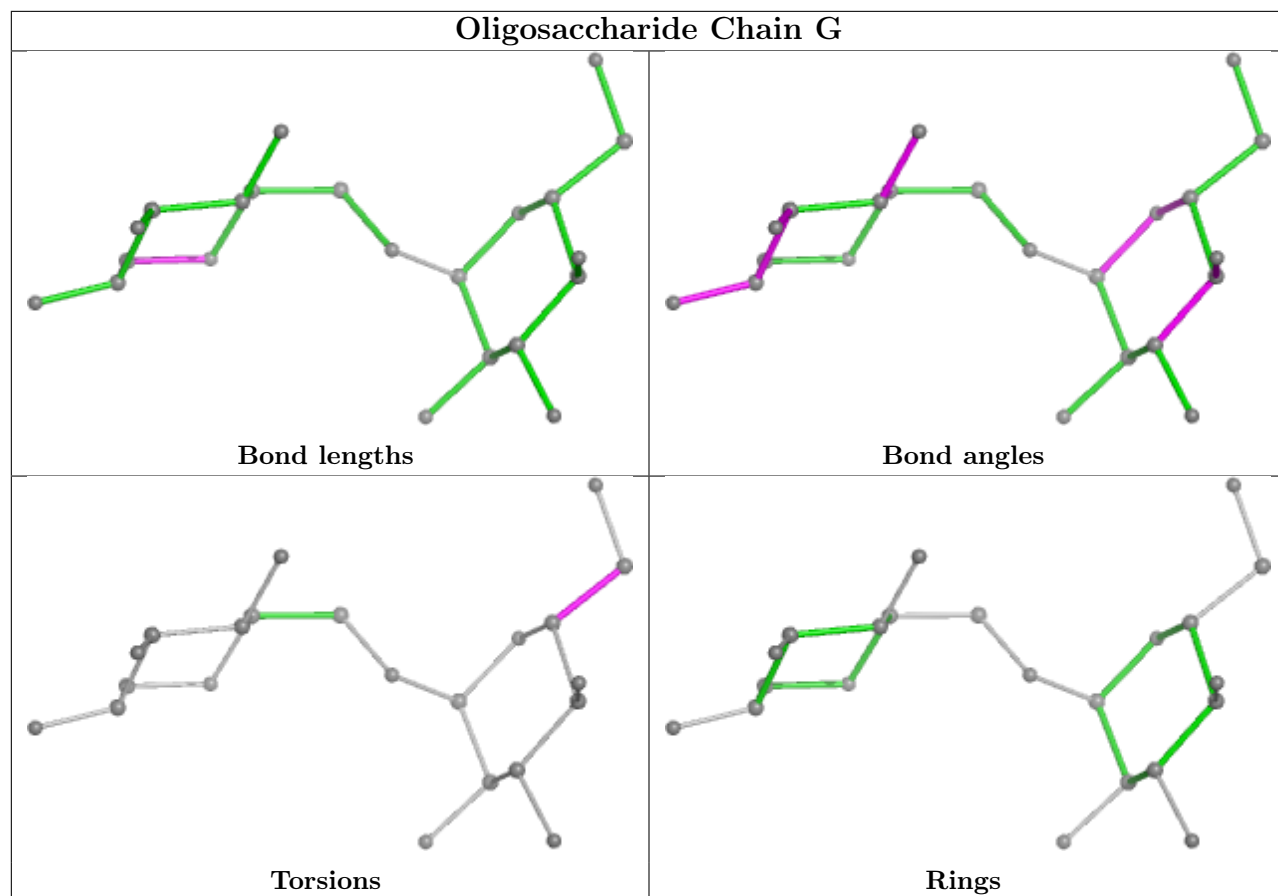 Oligosaccharide Chain G
Bond lengths
Bond angles
Torsions
Rings